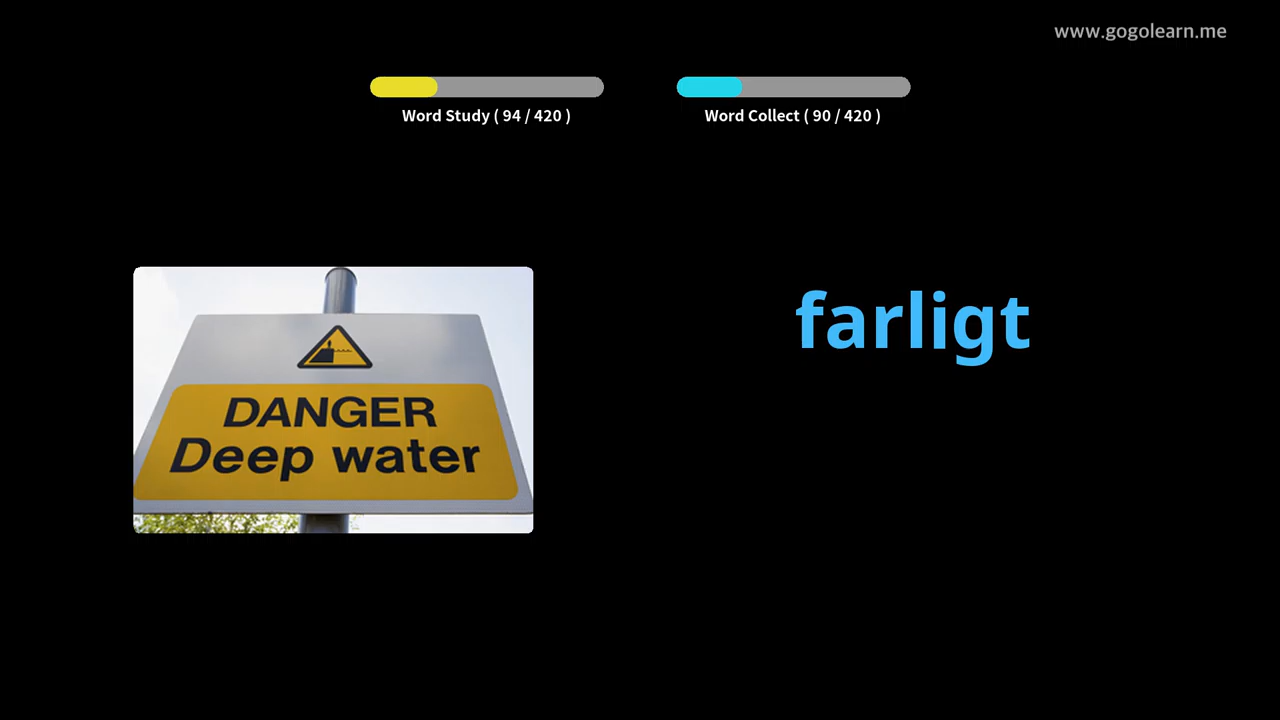 www.gogolearn.me
Word Study ( 94 / 420 )
Word Collect ( 90 / 420 )
DANGER
Deep water
farligt